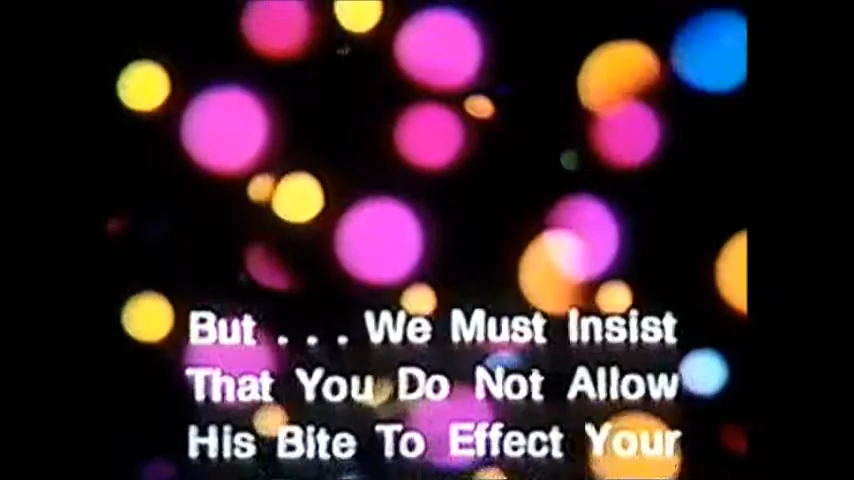 But . . . We Must Insist
That You Do Not Allow
His Bite To Effect Your